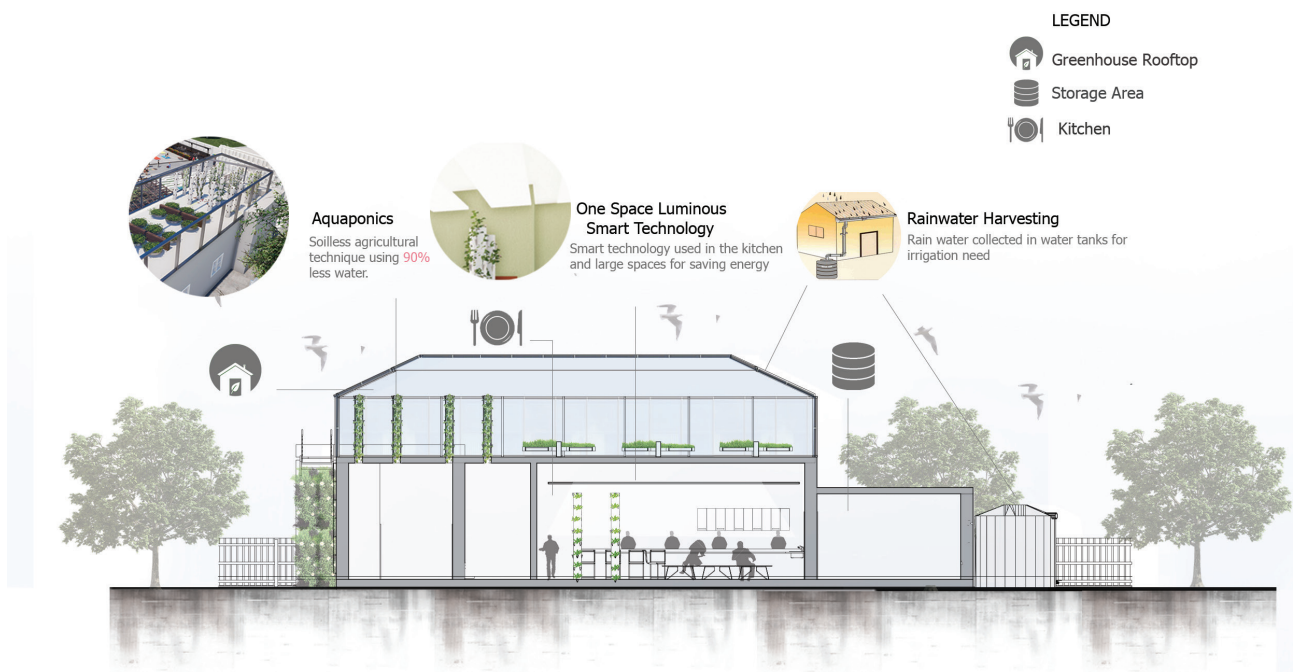 LEGEND
Greenhouse Rooftop
Storage Area
Kitchen
Aquaponics
Soilless agricultural
technique using 90%
less water.
One Space Luminous
Smart Technology
Smart technology used in the kitchen
and large spaces for saving energy
Rainwater Harvesting
Rain water collected in water tanks for
irrigation need